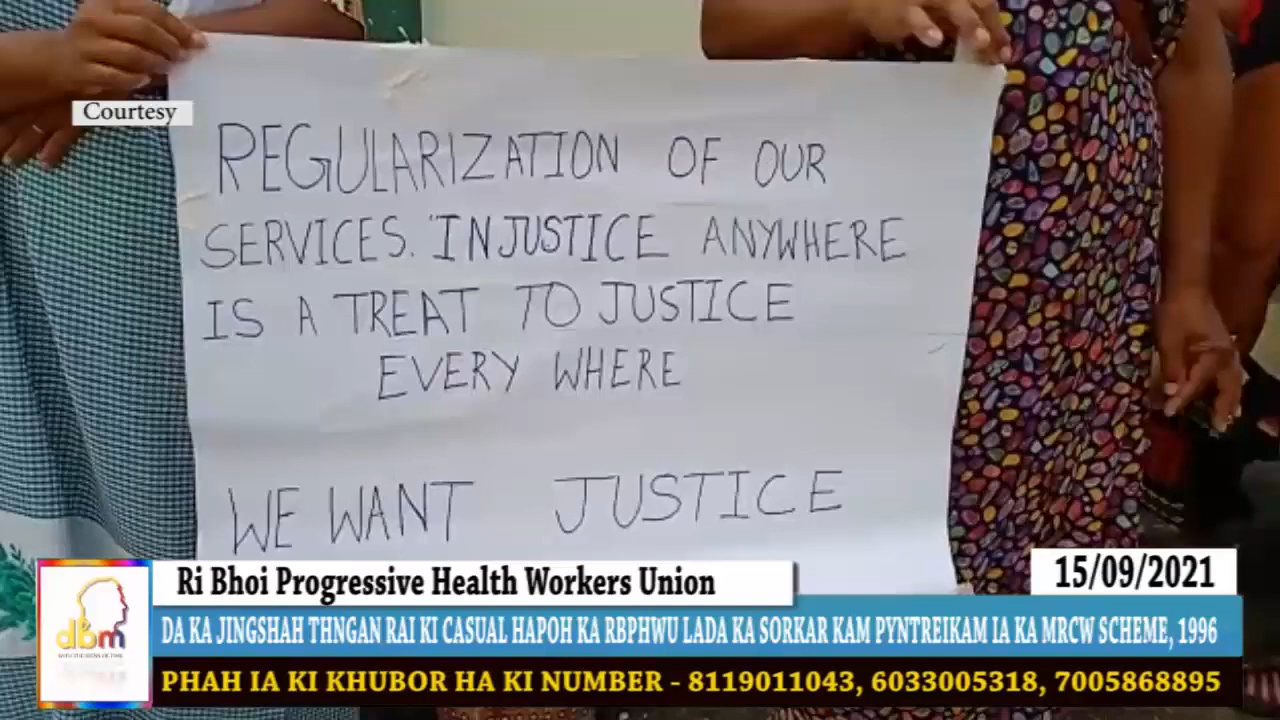 Courtesy
REGULARIZATION OF OUR
SERVICES. "INJUSTICE ANYWHERE
IS A TREAT TO JUSTICE
EVERY WHERE
WE WANT JUSTICE
Ri Bhoi Progressive Health Workers Union
15/09/2021
dbm
DA KA JINGSHAH THNGAN RAI KI CASUAL HAPOH KA RBPHWU LADA KA SORKAR KAM PYNTREIKAM IA KA MRCW SCHEME, 1996
PHAH IA KI KHUBOR HA KI NUMBER - 8119011043, 6033005318, 7005868895